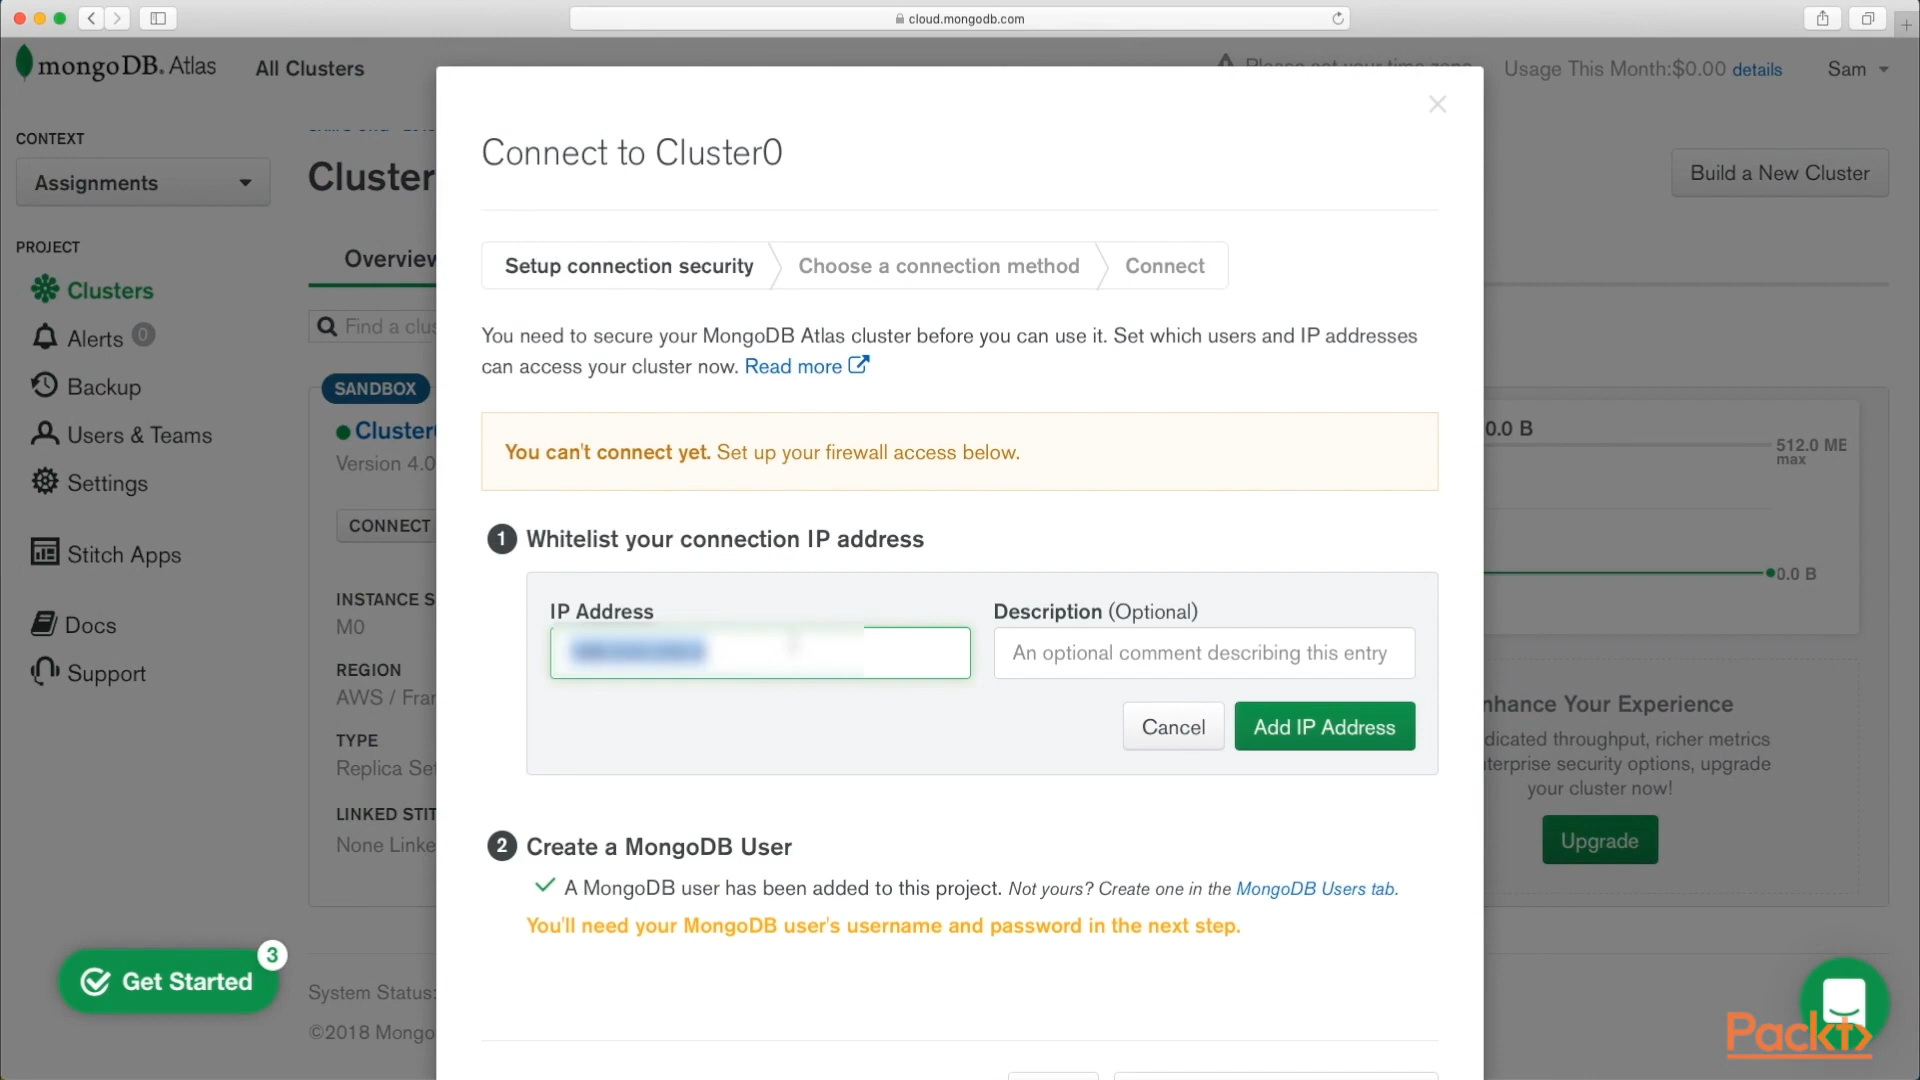 cloud.mongodb.com
mongoDB. Atlas
All Clusters
Please set your time zone
Usage This Month:$0.00 details
Sam
CONTEXT
Assignments
PROJECT
Clusters
Alerts 0
Backup
Users & Teams
Settings
Stitch Apps
Docs
Support
Get Started
3
Cluster
Build a New Cluster
Overview
Find a clus
SANDBOX
Cluster
Version 4.0
CONNECT
INSTANCE S
M0
REGION
AWS / Fran
TYPE
Replica Set
LINKED STIT
None Linke
System Status:
©2018 Mongo
Connect to Cluster0
Setup connection security
Choose a connection method
Connect
You need to secure your MongoDB Atlas cluster before you can use it. Set which users and IP addresses
can access your cluster now. Read more
You can't connect yet. Set up your firewall access below.
1 Whitelist your connection IP address
IP Address
Description (Optional)
An optional comment describing this entry
Cancel
Add IP Address
2 Create a MongoDB User
A MongoDB user has been added to this project. Not yours? Create one in the MongoDB Users tab.
You'll need your MongoDB user's username and password in the next step.
0.0 B
512.0 MB
max
0.0 B
nhance Your Experience
dicated throughput, richer metrics
terprise security options, upgrade
your cluster now!
Upgrade
Packt>